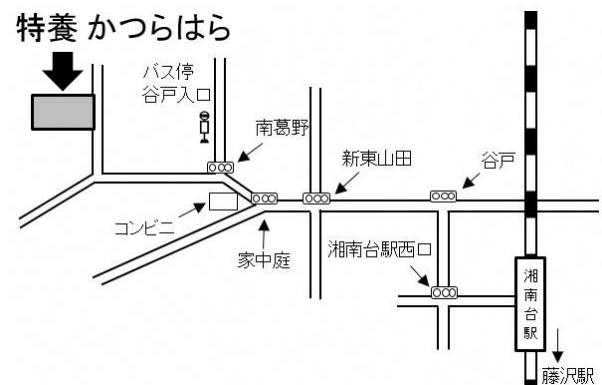 特養 かつらはら
バス停
谷戸入口
南葛野
新東山田
谷戸
コンビニ
家中庭
湘南台駅西口
湘南台駅
藤沢駅